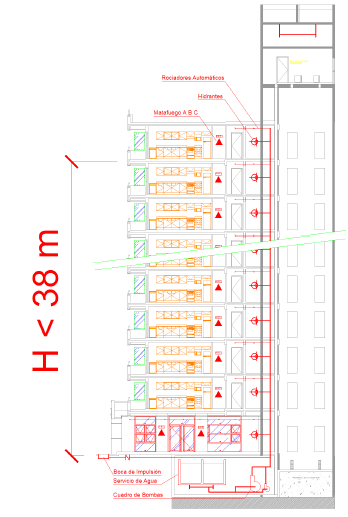 Rociadores Automáticos
Hidrantes
Matafuego A B C
H < 38 m
N
Boca de Impulsión
Servicio de Agua
Cuadro de Bombas